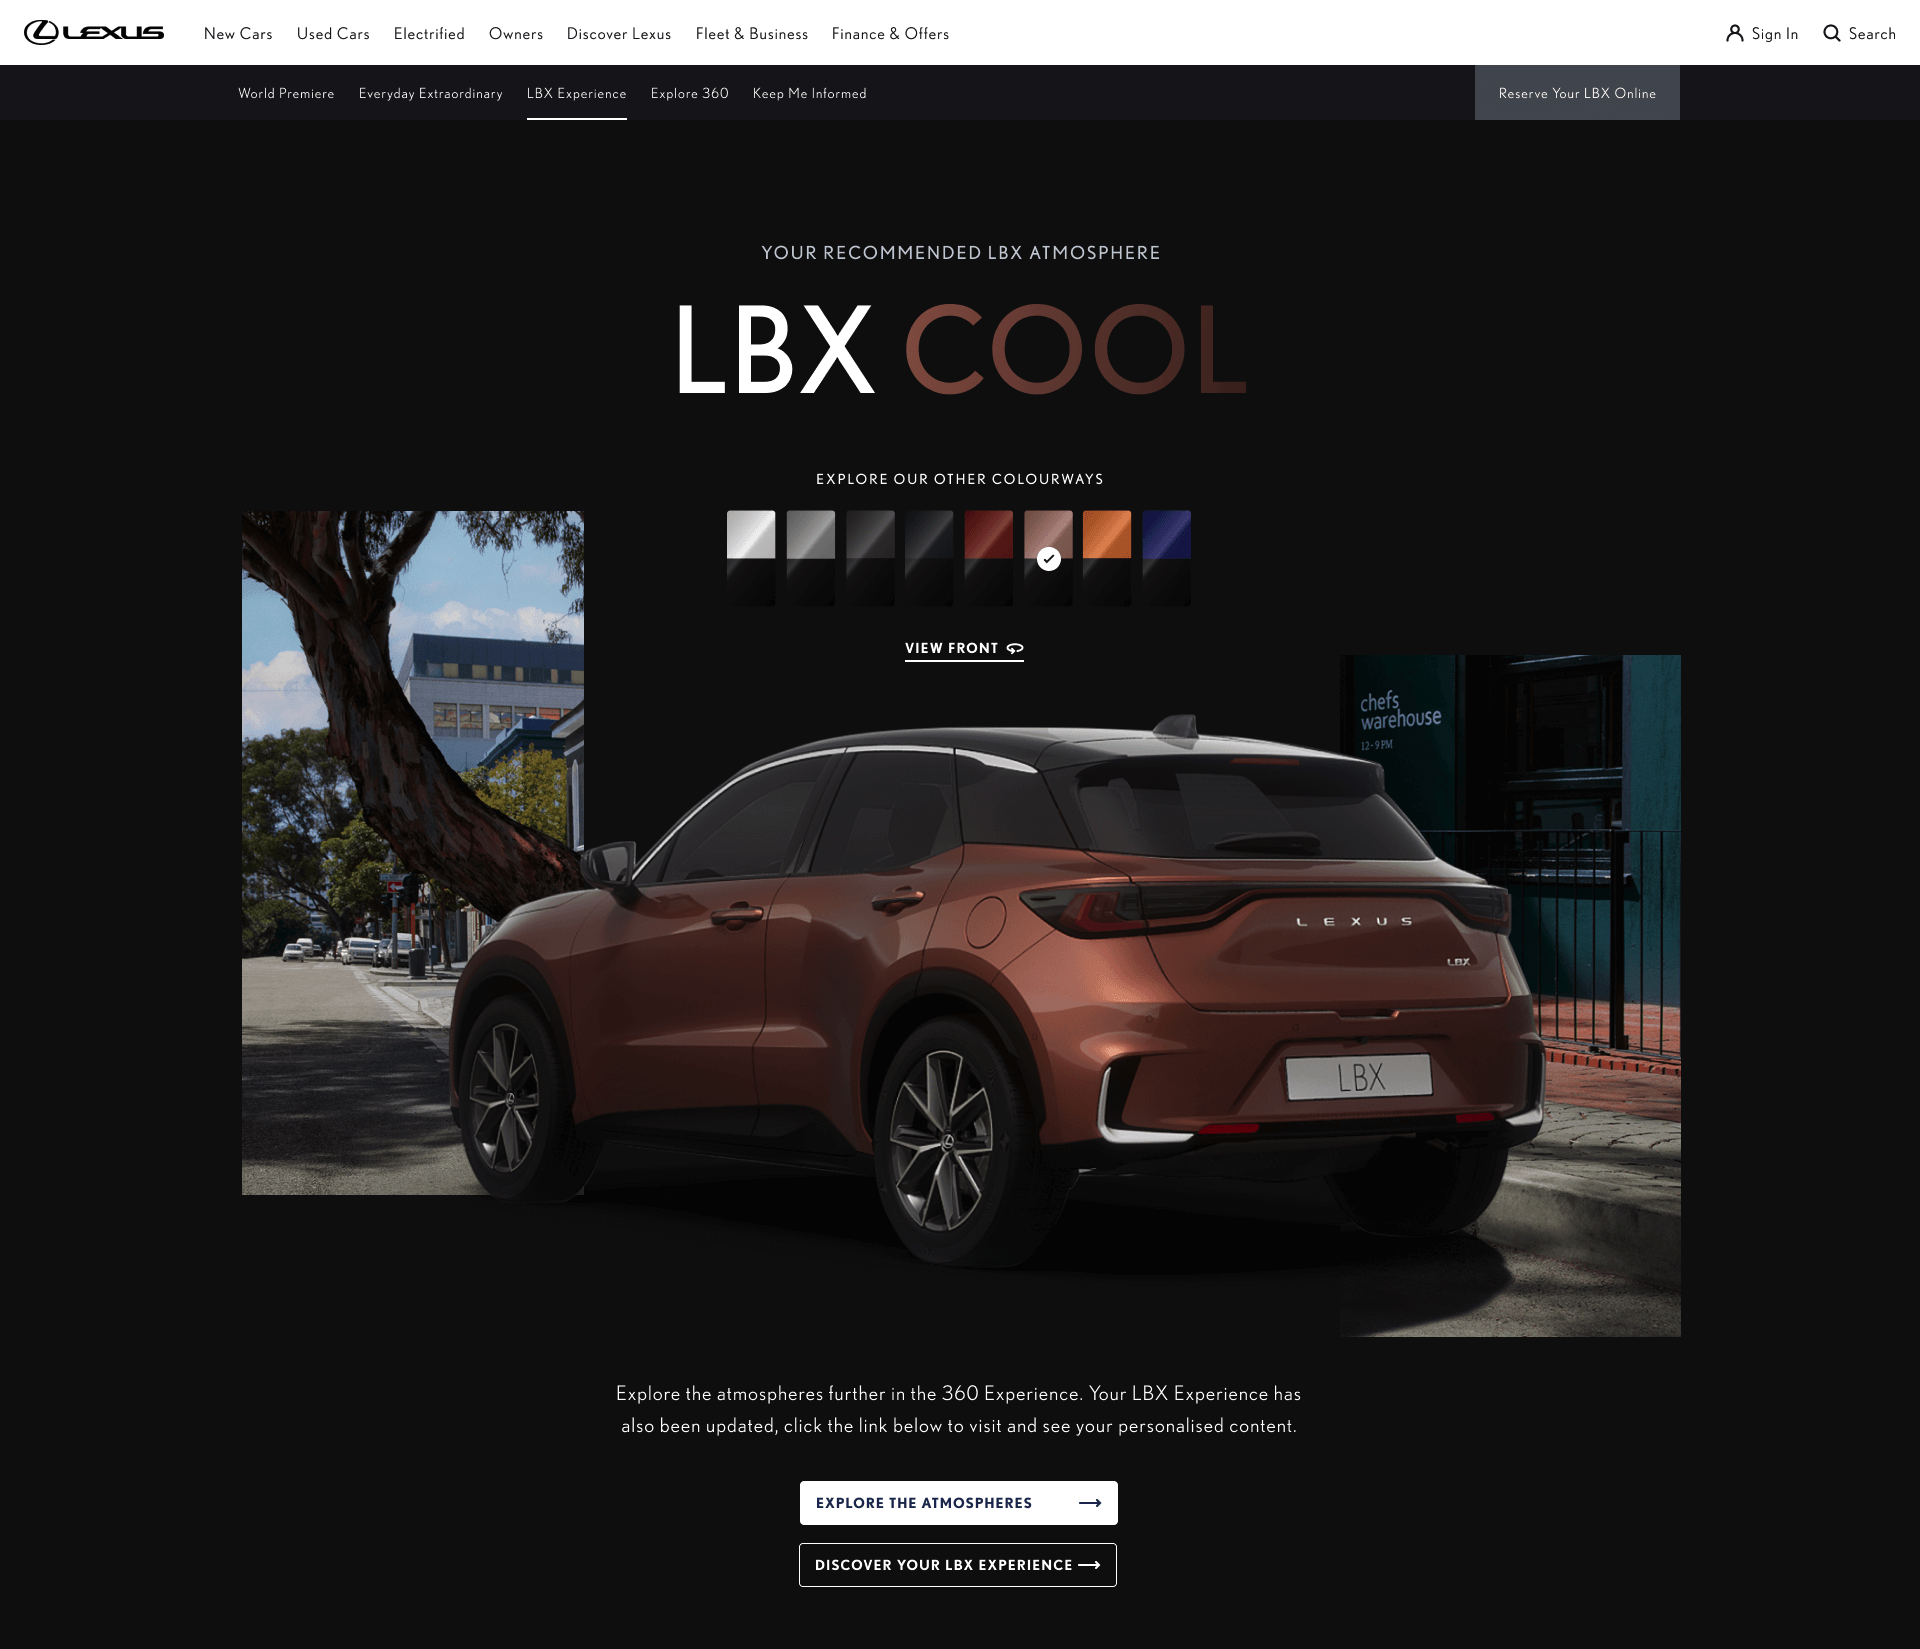 LEXUS
New Cars
Used Cars
Electrified
Owners
Discover Lexus
Fleet & Business
Finance & Offers
Sign In
Search
World Premiere
Everyday Extraordinary
LBX Experience
Explore 360
Keep Me Informed
Reserve Your LBX Online
YOUR RECOMMENDED LBX ATMOSPHERE
LBX COOL
EXPLORE OUR OTHER COLOURWAYS
VIEW FRONT
chefs
warehouse
12-9PM
LEXUS
LBX
LBX
Explore the atmospheres further in the 360 Experience. Your LBX Experience has
also been updated, click the link below to visit and see your personalised content.
EXPLORE THE ATMOSPHERES
DISCOVER YOUR LBX EXPERIENCE